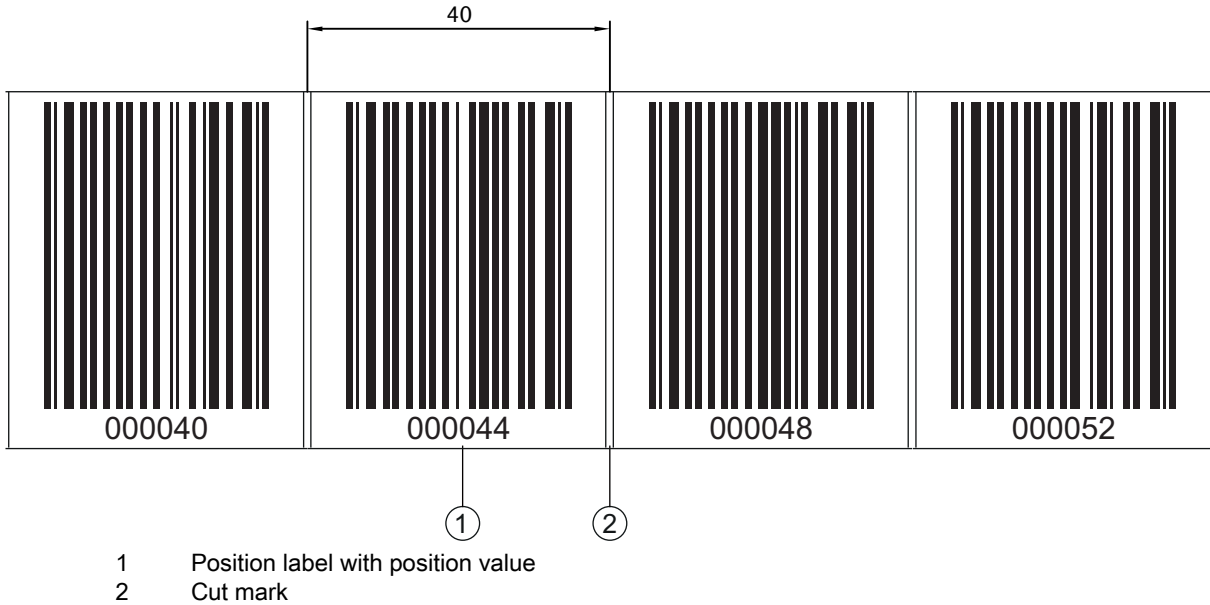 40
000040 000044 000048 000052
1 2
1 Position label with position value
2 Cut mark